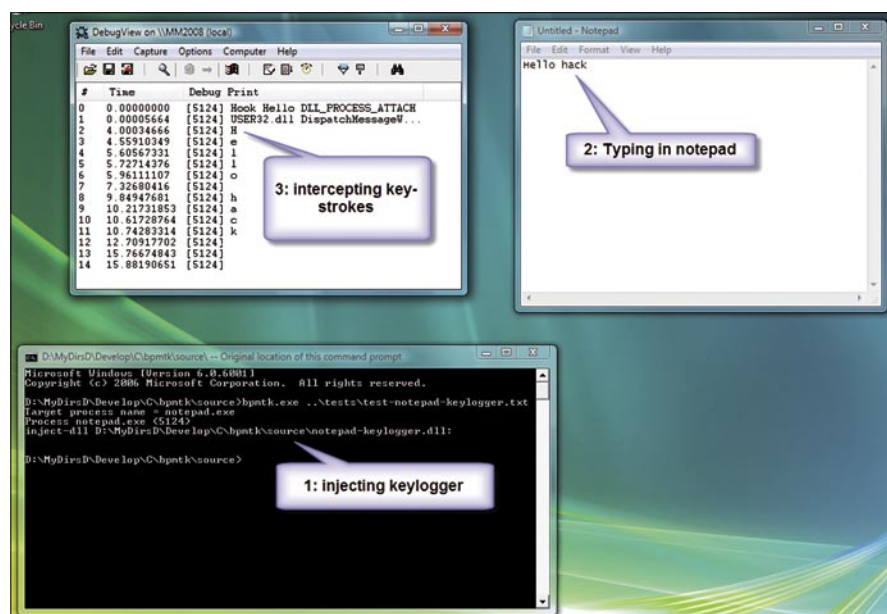 ycle Bin
DebugView on \\MM2008 (local)
File Edit Capture Options Computer Help
# Time Debug Print
0 0.00000000 [5124] Hook Hello DLL_PROCESS_ATTACH
1 0.00005664 [5124] USER32.dll DispatchMessageW...
2 4.00034666 [5124] H
3 4.55910349 [5124] e
4 5.60567331 [5124] l
5 5.72714376 [5124] l
6 5.96111107 [5124] o
7 7.32680416 [5124]
8 9.84947681 [5124] h
9 10.21731853 [5124] a
10 10.61728764 [5124] c
11 10.74283314 [5124] k
12 12.70917702 [5124]
13 15.76674843 [5124]
14 15.88190651 [5124]
3: intercepting key-
strokes
Untitled - Notepad
File Edit Format View Help
Hello hack
2: Typing in notepad
D:\MyDirsD\Develop\C\bpmtk\source\ -- Original location of this command prompt
Microsoft Windows [Version 6.0.6001]
Copyright (c) 2006 Microsoft Corporation. All rights reserved.
D:\MyDirsD\Develop\C\bpmtk\source>bpmtk.exe ..\tests\test-notepad-keylogger.txt
Target process name = notepad.exe
Process notepad.exe (5124)
inject-dll D:\MyDirsD\Develop\C\bpmtk\source\notepad-keylogger.dll:
D:\MyDirsD\Develop\C\bpmtk\source>
1: injecting keylogger